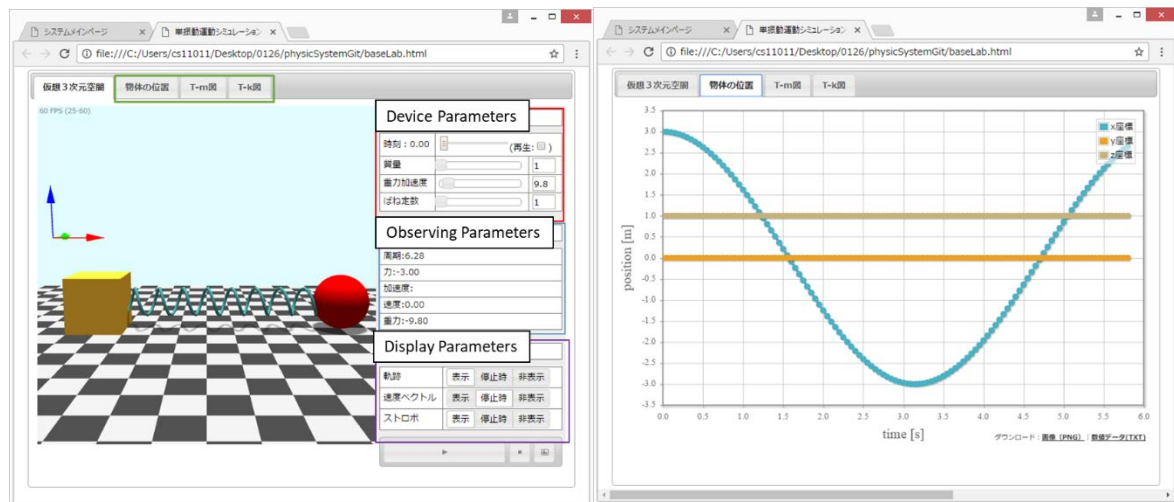 システムメインページ
単振動運動シミュレーション
file:///C:/Users/cs11011/Desktop/0126/physicSystemGit/baseLab.html
仮想3次元空間 物体の位置 T-m図 T-k図
60 FPS (25-60)
Device Parameters
時刻:0.00 (再生: )
質量 1
重力加速度 9.8
ばね定数 1
Observing Parameters
周期:6.28
力:-3.00
加速度:
速度:0.00
重力:-9.80
Display Parameters
軌跡 表示 停止時 非表示
速度ベクトル 表示 停止時 非表示
ストロボ 表示 停止時 非表示
システムメインページ
単振動運動シミュレーション
file:///C:/Users/cs11011/Desktop/0126/physicSystemGit/baseLab.html
仮想3次元空間 物体の位置 T-m図 T-k図
x座標
y座標
z座標
position [m]
3.5
3.0
2.5
2.0
1.5
1.0
0.5
0.0
-0.5
-1.0
-1.5
-2.0
-2.5
-3.0
-3.5
0.0 0.5 1.0 1.5 2.0 2.5 3.0 3.5 4.0 4.5 5.0 5.5 6.0
time [s]
ダウンロード:画像 (PNG) | 数値データ(TXT)